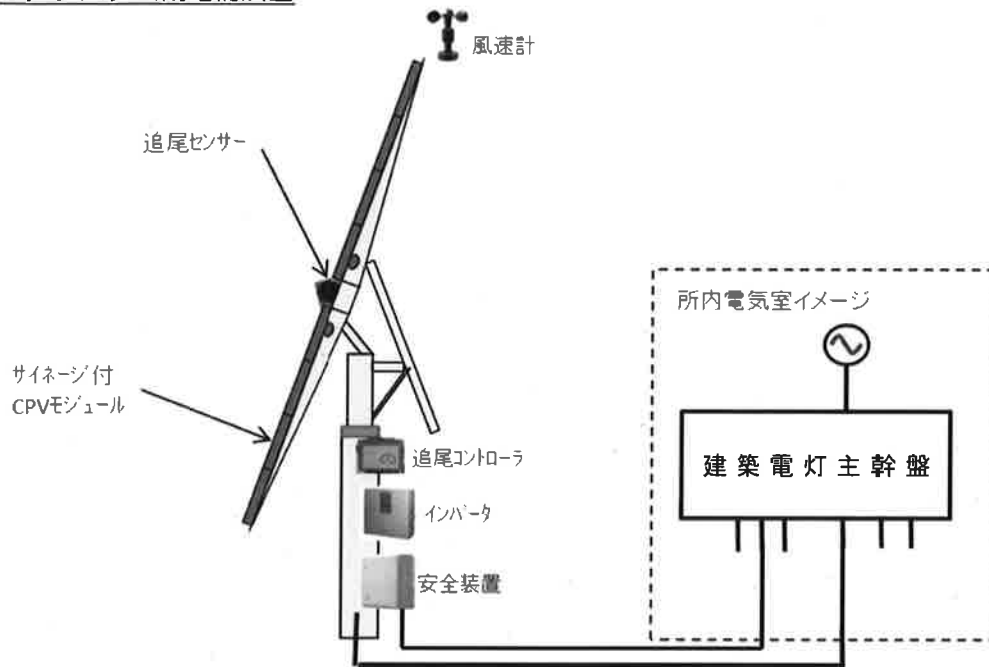 風速計
追尾センサー
所内電気室イメージ
サイネージ付
CPVモジュール
建築電灯主幹盤
追尾コントローラ
インバータ
安全装置